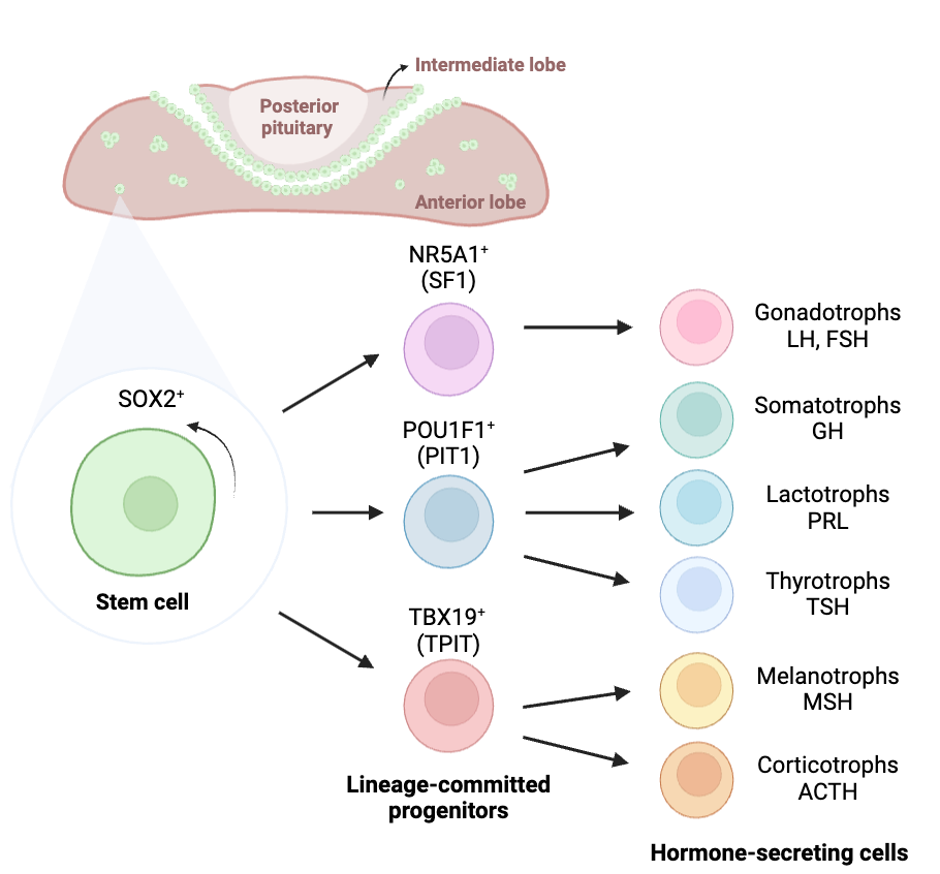 Intermediate lobe
Posterior
pituitary
Anterior lobe
NR5A1⁺
(SF1)
Gonadotrophs
LH, FSH
SOX2⁺
Somatotrophs
GH
POU1F1⁺
(PIT1)
Lactotrophs
PRL
Thyrotrophs
TSH
Stem cell
TBX19⁺
(TPIT)
Melanotrophs
MSH
Corticotrophs
ACTH
Lineage-committed
progenitors
Hormone-secreting cells